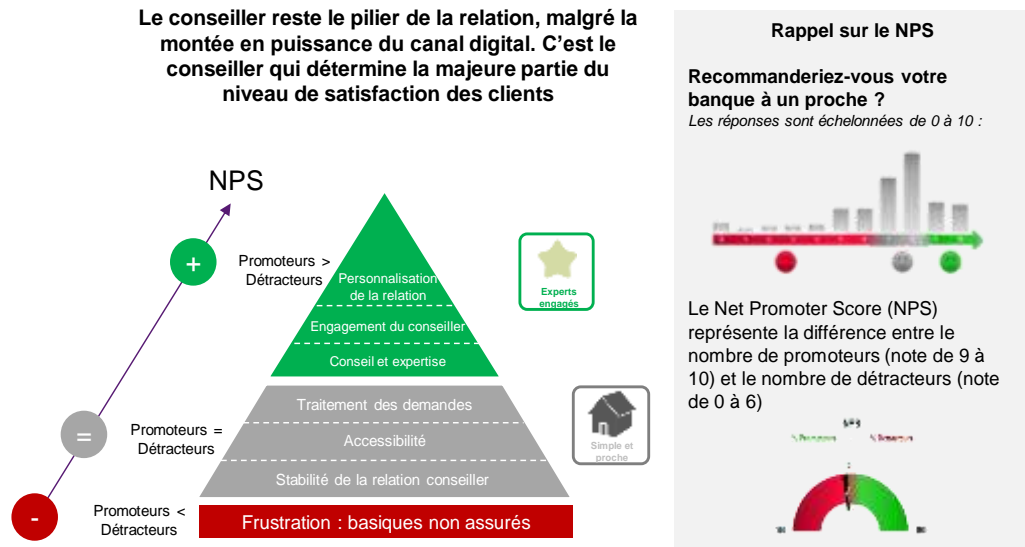 Le conseiller reste le pilier de la relation, malgré la
montée en puissance du canal digital. C’est le
conseiller qui détermine la majeure partie du
niveau de satisfaction des clients
NPS
+
Promoteurs >
Détracteurs
Personnalisation
de la relation
Engagement du conseiller
Conseil et expertise
Experts
engagés
=
Promoteurs =
Détracteurs
Traitement des demandes
Accessibilité
Stabilité de la relation conseiller
Simple et
proche
-
Promoteurs <
Détracteurs
Frustration : basiques non assurés
Rappel sur le NPS
Recommanderiez-vous votre
banque à un proche ?
Les réponses sont échelonnées de 0 à 10 :
Le Net Promoter Score (NPS)
représente la différence entre le
nombre de promoteurs (note de 9 à
10) et le nombre de détracteurs (note
de 0 à 6)
NPS